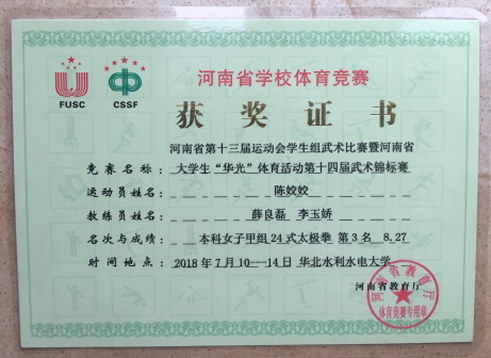 FUSC
CSSF
河南省学校体育竞赛
获奖证书
河南省第十三届运动会学生组武术比赛暨河南省
竞赛名称：大学生“华光”体育活动第十四届武术锦标赛
运动员姓名：陈姣姣
教练员姓名：薛良磊 李玉娇
名次与成绩：本科女子甲组24式太极拳 第3名 8.27
时间地点：2018年7月10—14日 华北水利水电大学
河南省教育厅
河南省教育厅
体育竞赛专用章